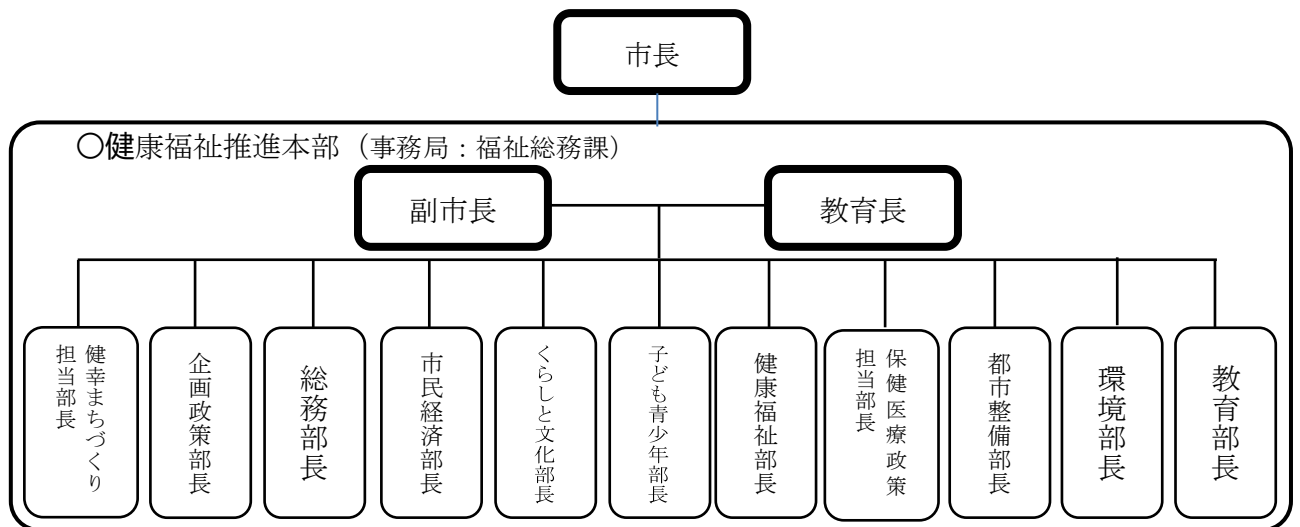 市長
○健康福祉推進本部（事務局：福祉総務課）
副市長
教育長
健幸まちづくり
担当部長
企画政策部長
総務部長
市民経済部長
くらしと文化部長
子ども青少年部長
健康福祉部長
保健医療政策
担当部長
都市整備部長
環境部長
教育部長